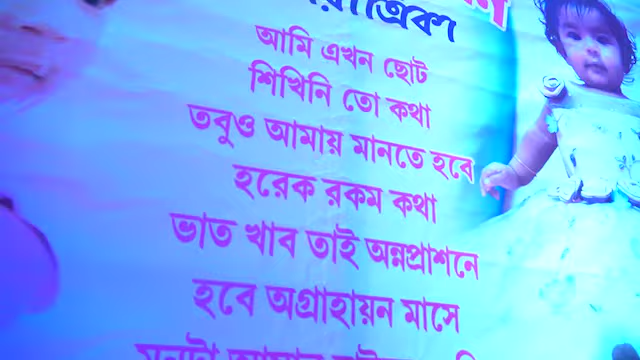 আমি এখন ছোট
শিখিনি তো কথা
তবুও আমায় মানতে হবে
হরেক রকম কথা
ভাত খাব তাই অন্নপ্রাশনে
হবে অগ্রাহায়ন মাসে